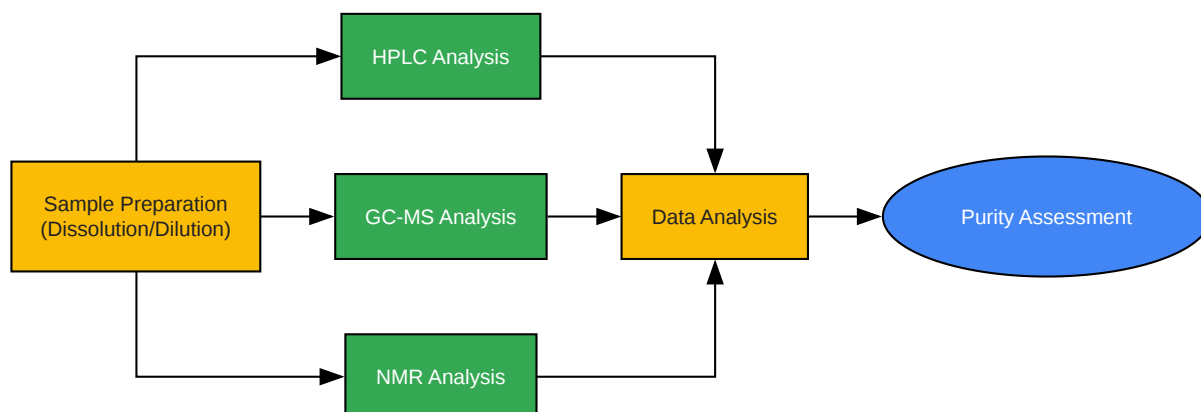 HPLC Analysis
Sample Preparation
(Dissolution/Dilution)
GC-MS Analysis
Data Analysis
Purity Assessment
NMR Analysis